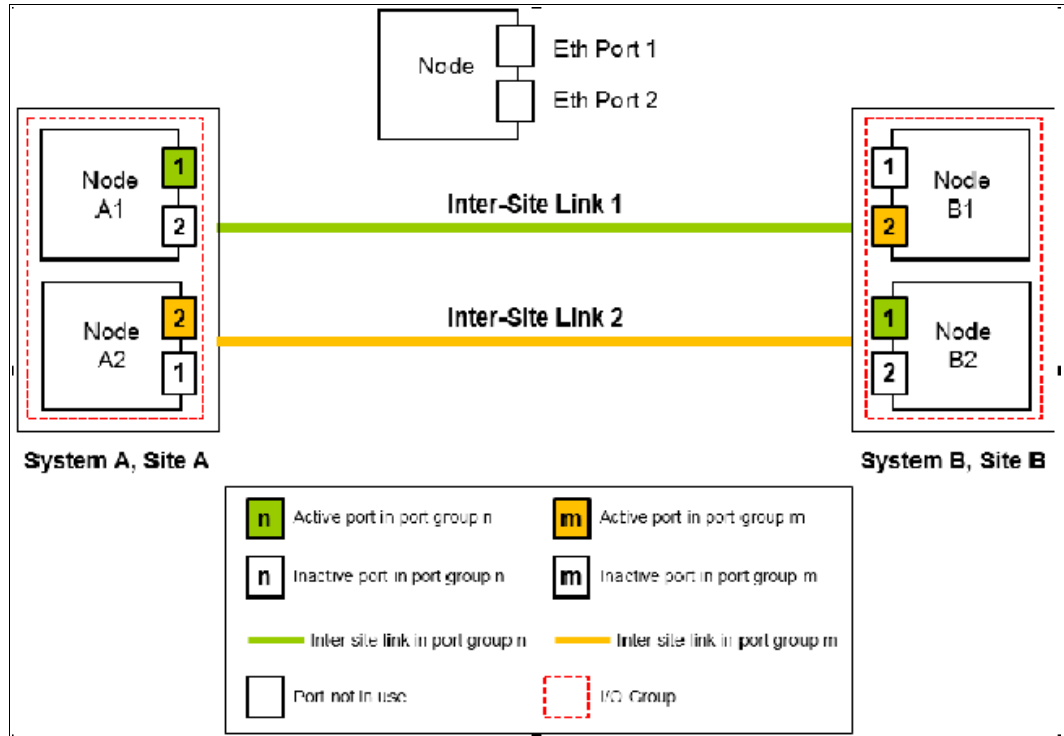 Node
Eth Port 1
Eth Port 2
Node
A1
1
2
Node
A2
2
1
Inter-Site Link 1
Inter-Site Link 2
1
2
Node
B1
1
2
Node
B2
System A, Site A
System B, Site B
n Active port in port group n
m Active port in port group m
n Inactive port in port group n
m Inactive port in port group m
Inter site link in port group n
Inter site link in port group m
Port not in use
I/O Group